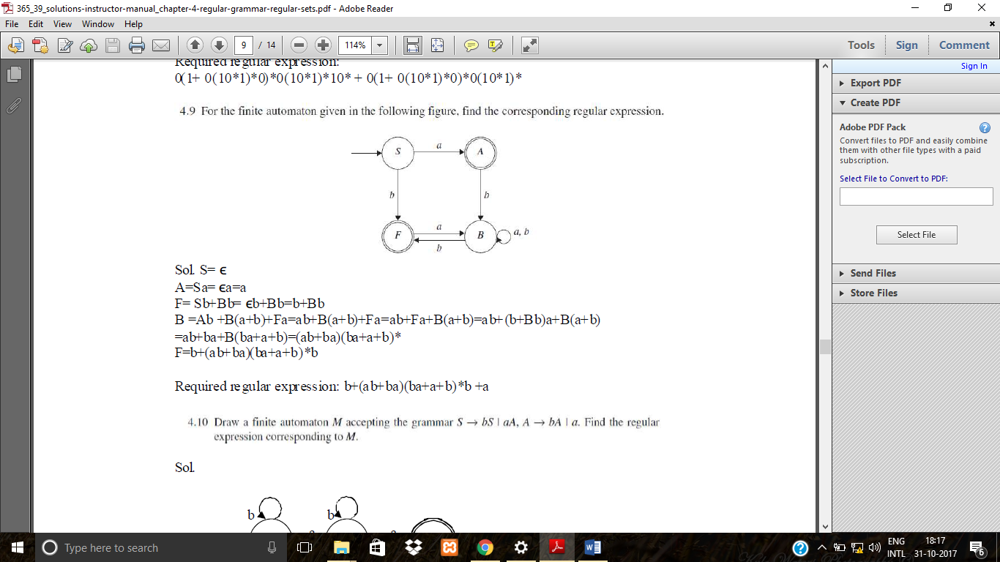 365_39_solutions-instructor-manual_chapter-4-regular-grammar-regular-sets.pdf - Adobe Reader
File Edit View Window Help
9 / 14 114% Tools Sign Comment
Sign In
Export PDF
Create PDF
Adobe PDF Pack
Convert files to PDF and easily combine
them with other file types with a paid
subscription.
Select File to Convert to PDF:
Select File
Send Files
Store Files
Required regular expression:
0(1+ 0(10*1)*0)*0(10*1)*10* + 0(1+ 0(10*1)*0)*0(10*1)*
4.9 For the finite automaton given in the following figure, find the corresponding regular expression.
S a A
b b
F a B a, b
b
Sol. S= ϵ
A=Sa= ϵa=a
F= Sb+Bb= ϵb+Bb=b+Bb
B =Ab +B(a+b)+Fa=ab+B(a+b)+Fa=ab+Fa+B(a+b)=ab+(b+Bb)a+B(a+b)
=ab+ba+B(ba+a+b)=(ab+ba)(ba+a+b)*
F=b+(ab+ba)(ba+a+b)*b
Required regular expression: b+(ab+ba)(ba+a+b)*b +a
4.10 Draw a finite automaton M accepting the grammar S → bS | aA, A → bA | a. Find the regular
expression corresponding to M.
Sol.
b b
Type here to search
ENG 18:17
INTL 31-10-2017 6